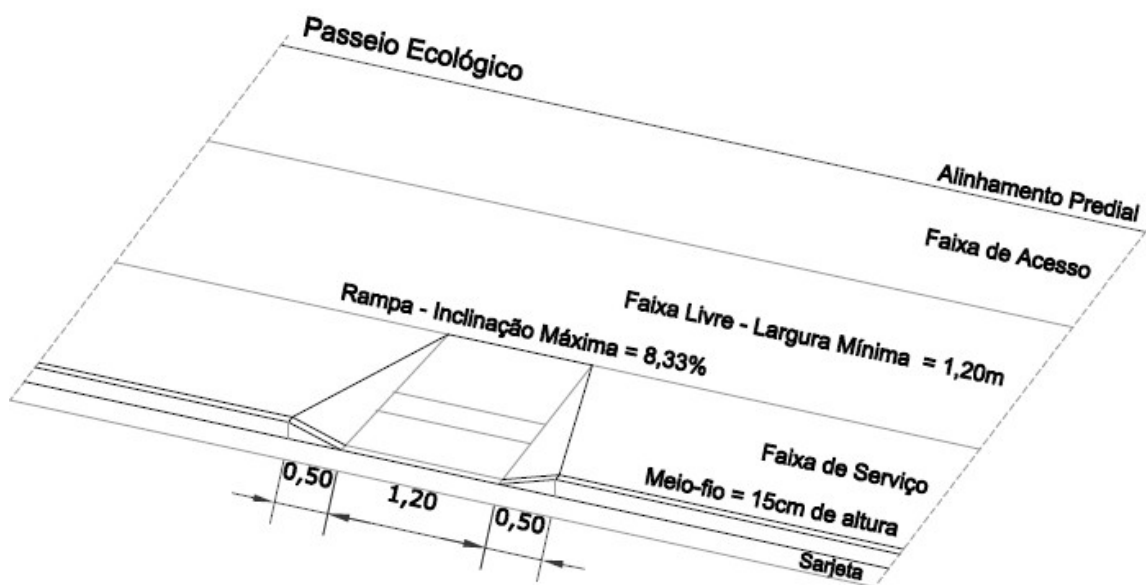 Passeio Ecológico
Alinhamento Predial
Faixa de Acesso
Faixa Livre - Largura Mínima = 1,20m
Rampa - Inclinação Máxima = 8,33%
Faixa de Serviço
Meio-fio = 15cm de altura
Sarjeta
0,50
1,20
0,50